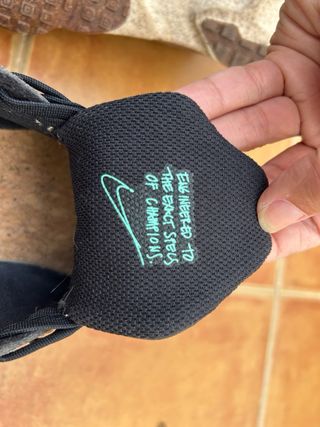 ENGINEERED TO
THE EXACT SPECS
OF CHAMPIONS.